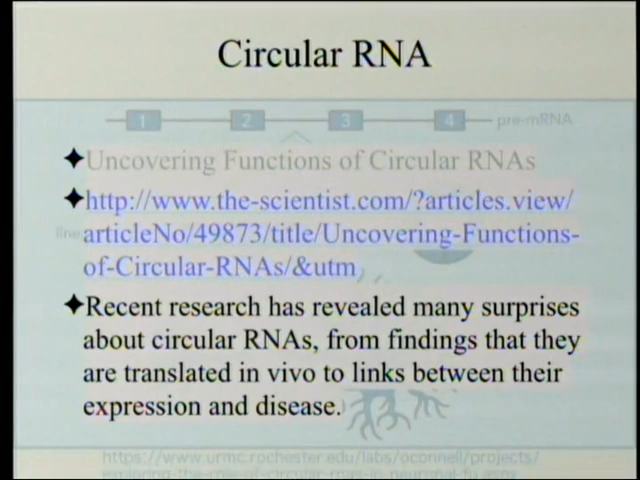 Circular RNA
1 2 3 4 pre-mRNA
✦Uncovering Functions of Circular RNAs
✦http://www.the-scientist.com/?articles.view/
articleNo/49873/title/Uncovering-Functions-
of-Circular-RNAs/&utm
✦Recent research has revealed many surprises
about circular RNAs, from findings that they
are translated in vivo to links between their
expression and disease.
https://www.urmc.rochester.edu/labs/oconnell/projects/